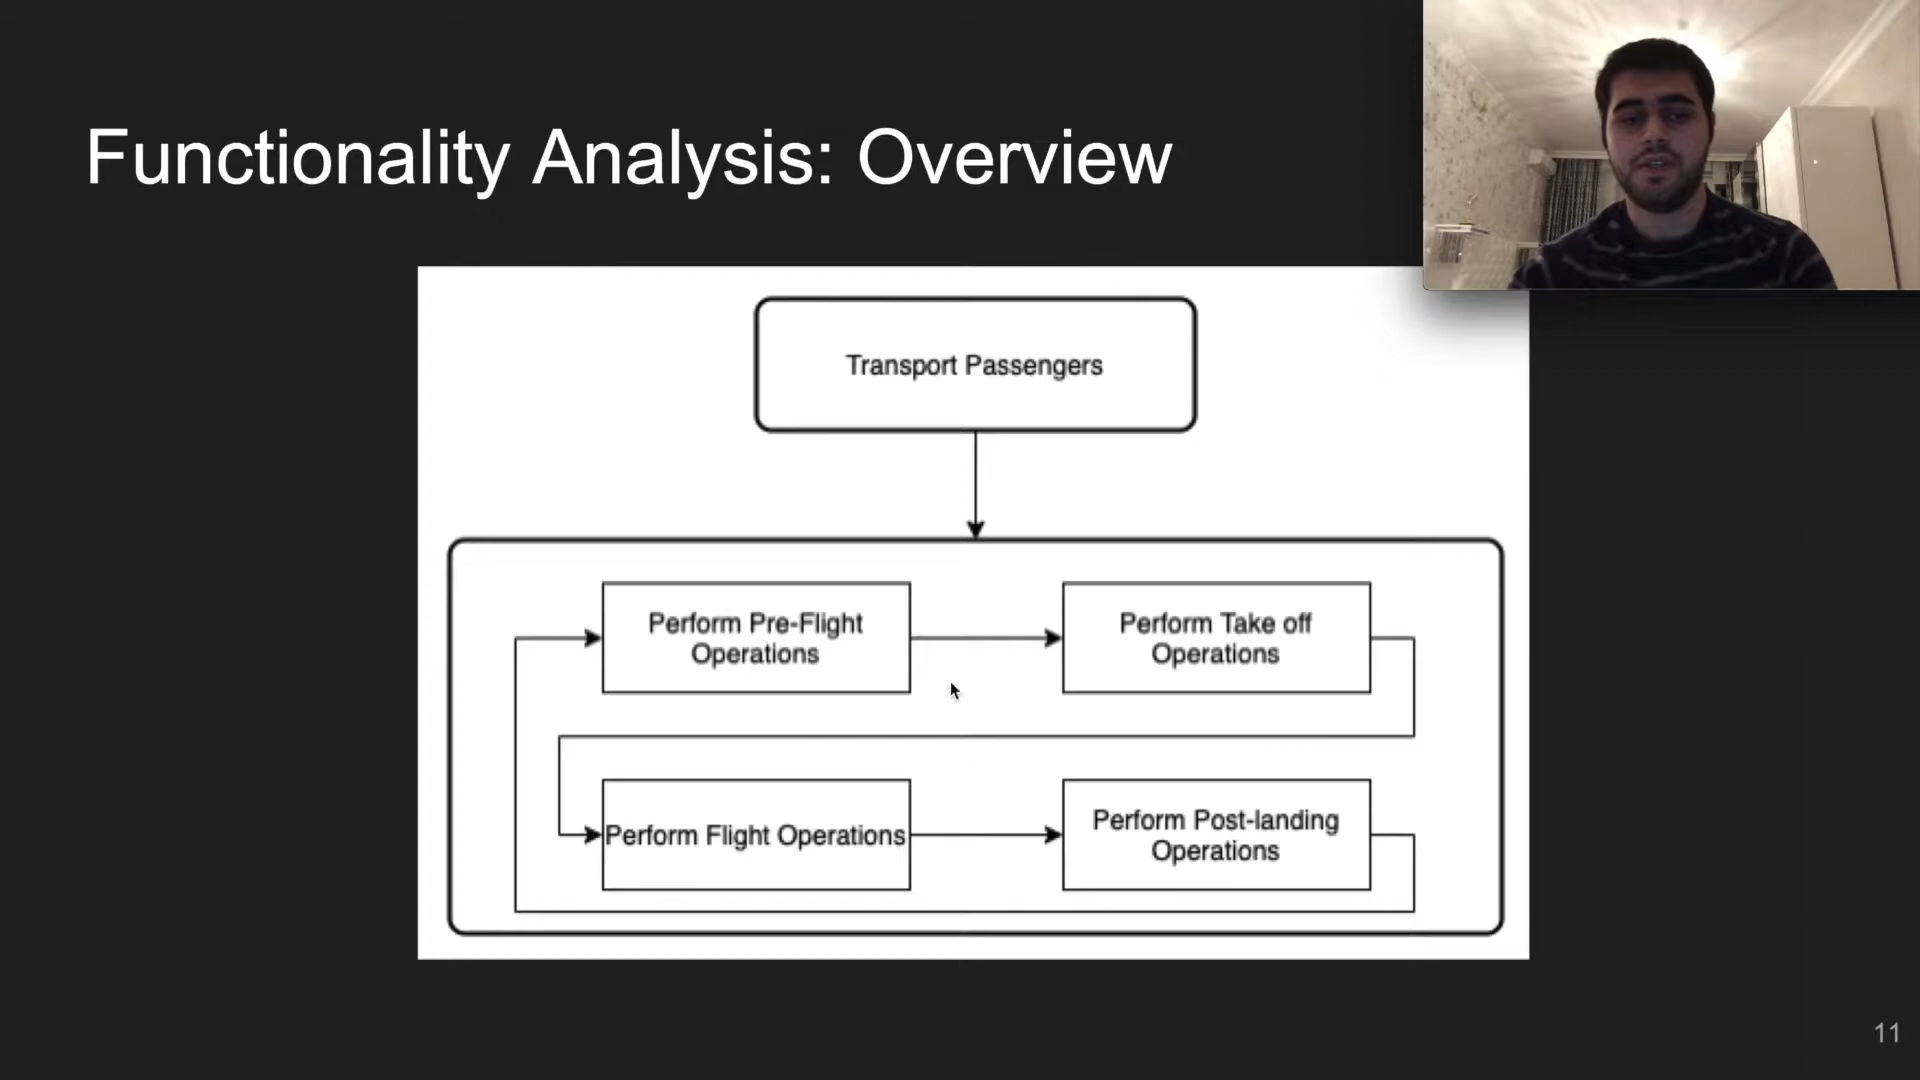 Functionality Analysis: Overview
Transport Passengers
Perform Pre-Flight
Operations
Perform Take off
Operations
Perform Flight Operations
Perform Post-landing
Operations
11